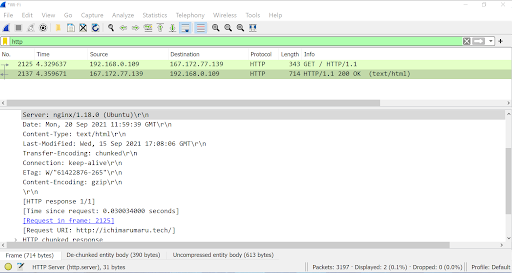 File Edit View Go Capture Analyze Statistics Telephony Wireless Tools Help
http
No. Time Source Destination Protocol Length Info
2125 4.329637 192.168.0.109 167.172.77.139 HTTP 343 GET / HTTP/1.1
2137 4.359671 167.172.77.139 192.168.0.109 HTTP 714 HTTP/1.1 200 OK (text/html)
Server: nginx/1.18.0 (Ubuntu)\r\n
Date: Mon, 20 Sep 2021 11:59:39 GMT\r\n
Content-Type: text/html\r\n
Last-Modified: Wed, 15 Sep 2021 17:08:06 GMT\r\n
Transfer-Encoding: chunked\r\n
Connection: keep-alive\r\n
ETag: W/"61422876-265"\r\n
Content-Encoding: gzip\r\n
\r\n
[HTTP response 1/1]
[Time since request: 0.030034000 seconds]
[Request in frame: 2125]
[Request URI: http://ichimarumaru.tech/]
HTTP chunked response
Frame (714 bytes) De-chunked entity body (390 bytes) Uncompressed entity body (613 bytes)
HTTP Server (http.server), 31 bytes Packets: 3197 · Displayed: 2 (0.1%) · Dropped: 0 (0.0%) Profile: Default